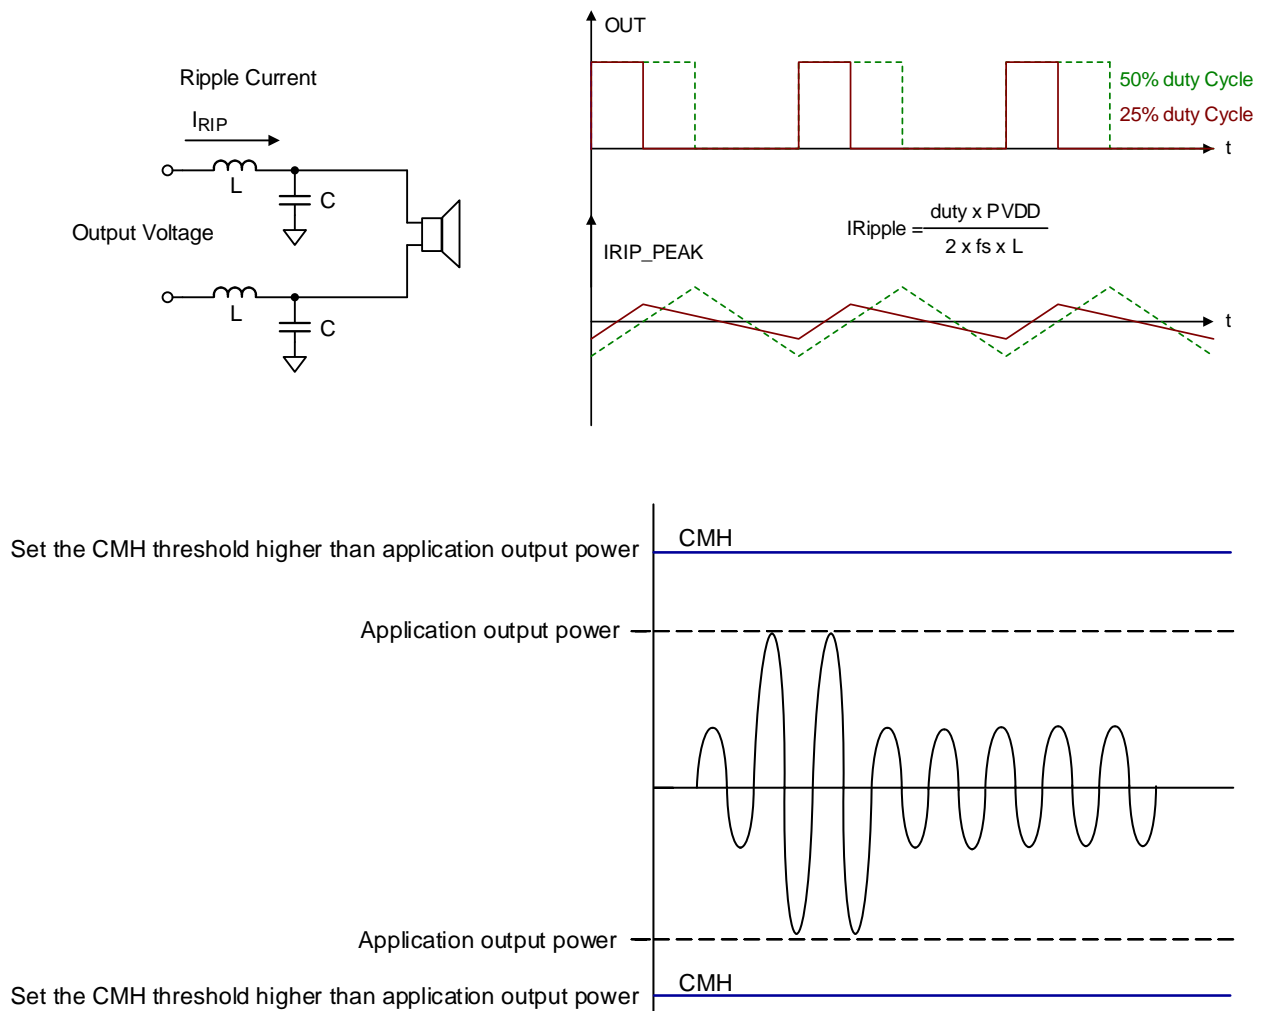 Ripple Current
IRIP
L
C
Output Voltage
L
C
OUT
50% duty Cycle
25% duty Cycle
t
IRipple = duty x PVDD
2 x fs x L
IRIP_PEAK
t
Set the CMH threshold higher than application output power
CMH
Application output power
Application output power
CMH
Set the CMH threshold higher than application output power